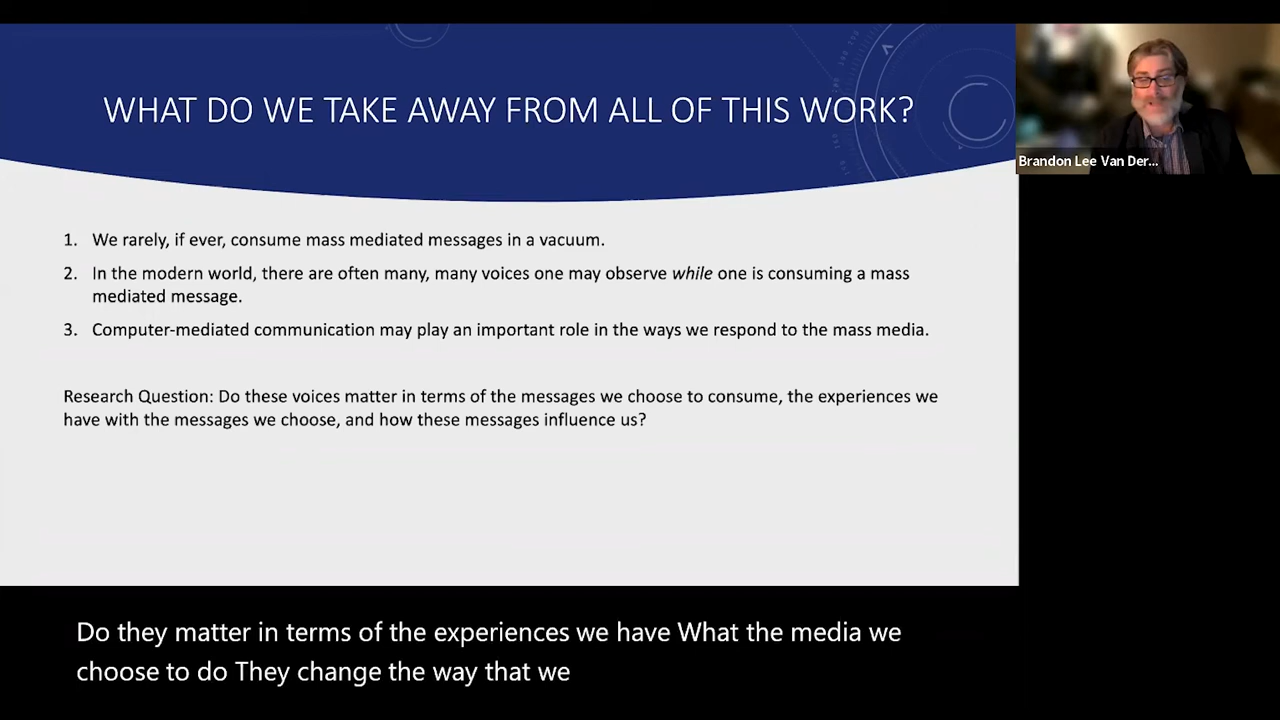 WHAT DO WE TAKE AWAY FROM ALL OF THIS WORK?
Brandon Lee Van Der...
1. We rarely, if ever, consume mass mediated messages in a vacuum.
2. In the modern world, there are often many, many voices one may observe while one is consuming a mass
mediated message.
3. Computer-mediated communication may play an important role in the ways we respond to the mass media.
Research Question: Do these voices matter in terms of the messages we choose to consume, the experiences we
have with the messages we choose, and how these messages influence us?
Do they matter in terms of the experiences we have What the media we
choose to do They change the way that we